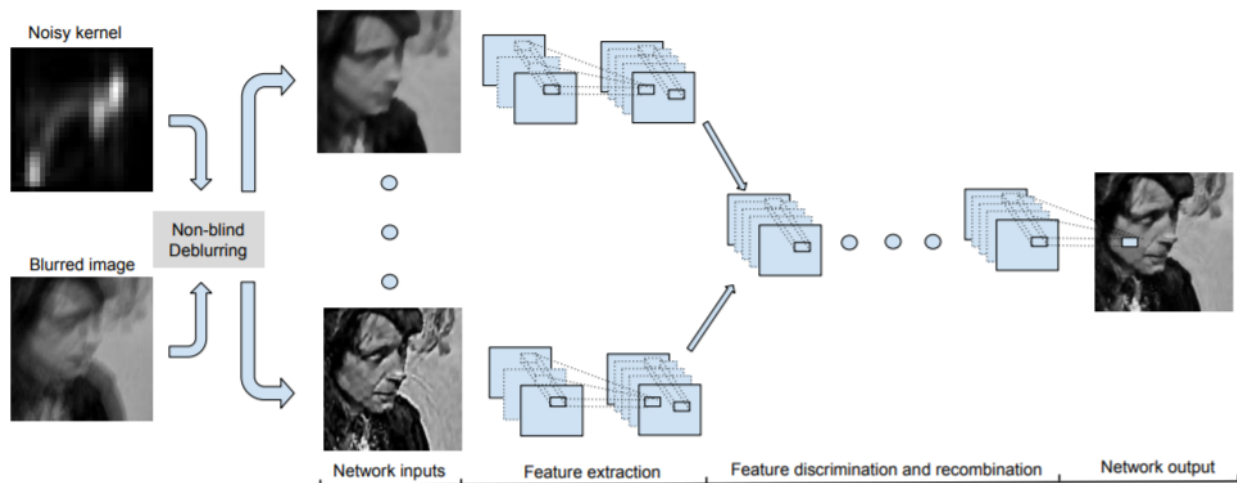 Noisy kernel
Non-blind
Deblurring
Blurred image
Network inputs
Feature extraction
Feature discrimination and recombination
Network output